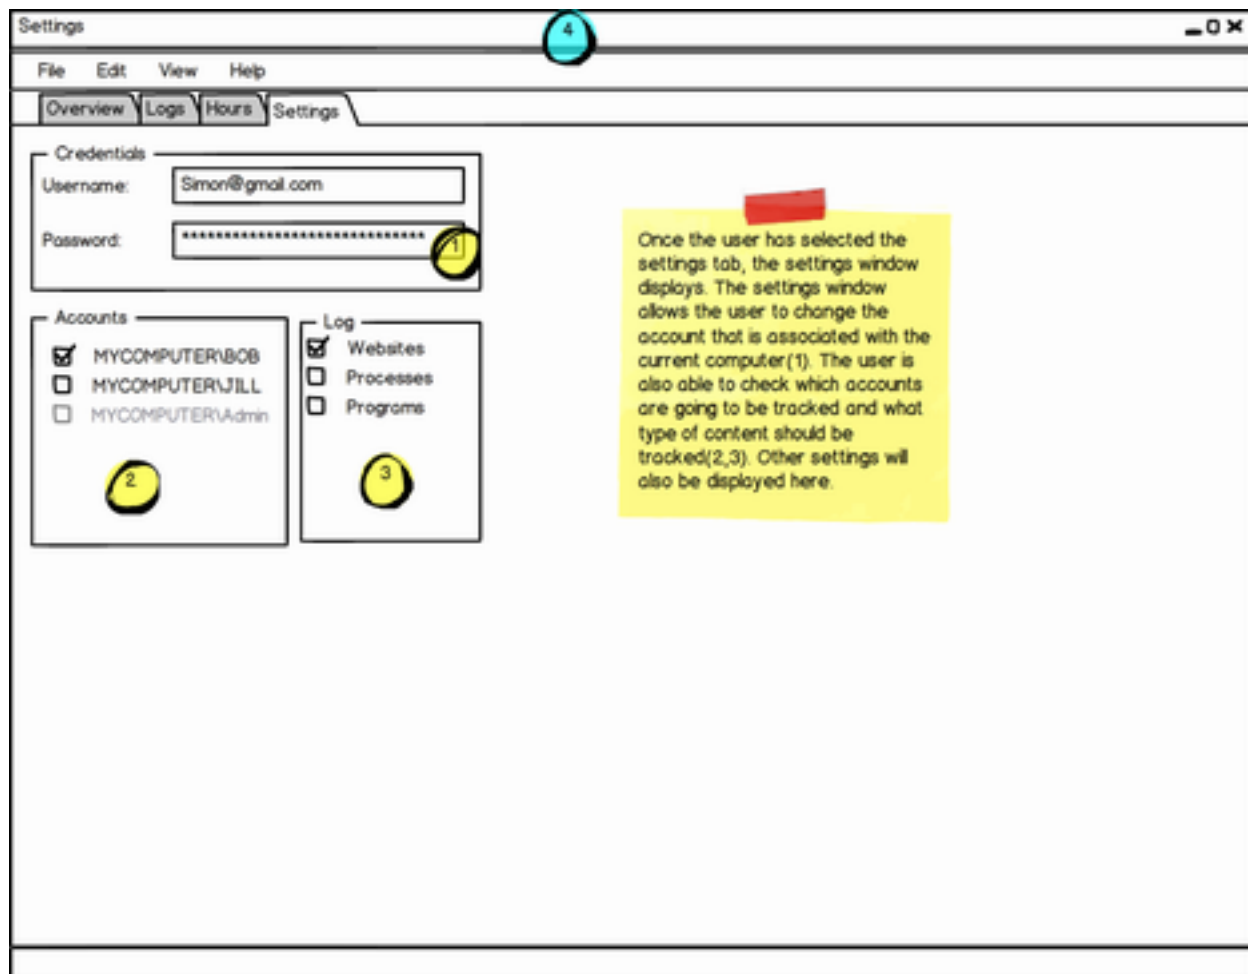 Settings
4
File Edit View Help
Overview Logs Hours Settings
Credentials
Username: Simon@gmail.com
Password: *****************************
1
Accounts
MYCOMPUTER\BOB
MYCOMPUTER\JILL
MYCOMPUTER\Admin
2
Log
Websites
Processes
Programs
3
Once the user has selected the
settings tab, the settings window
displays. The settings window
allows the user to change the
account that is associated with the
current computer(1). The user is
also able to check which accounts
are going to be tracked and what
type of content should be
tracked(2,3). Other settings will
also be displayed here.